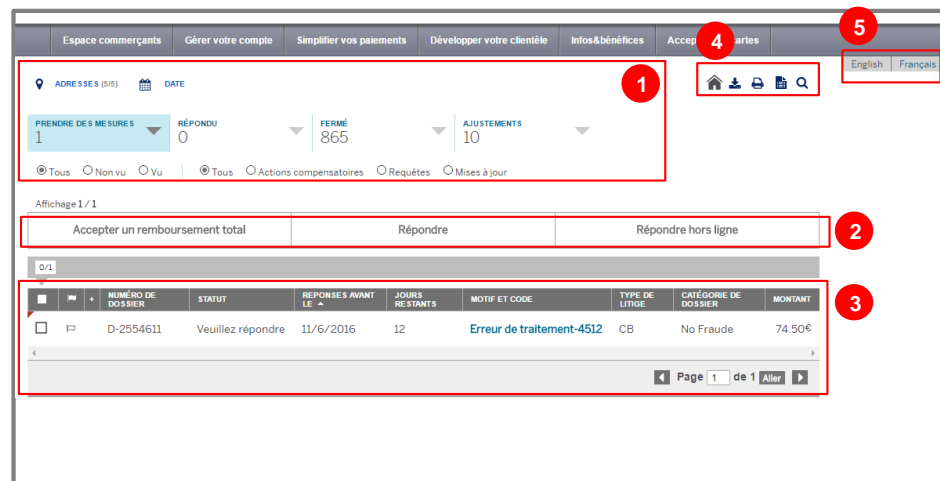 5
4
Espace commerçants Gérer votre compte Simplifier vos paiements Développer votre clientèle Infos&bénéfices Accep artes
English Français
1
ADRESSES (5/5) DATE
PRENDRE DES MESURES RÉPONDU FERMÉ AJUSTEMENTS
1 0 865 10
Tous Non vu Vu Tous Actions compensatoires Requêtes Mises à jour
Affichage 1 / 1
Accepter un remboursement total Répondre Répondre hors ligne
2
0/1
+ NUMÉRO DE DOSSIER STATUT REPONSES AVANT LE JOURS RESTANTS MOTIF ET CODE TYPE DE LITIGE CATÉGORIE DE DOSSIER MONTANT
3
D-2554611 Veuillez répondre 11/6/2016 12 Erreur de traitement-4512 CB No Fraude 74.50€
Page 1 de 1 Aller